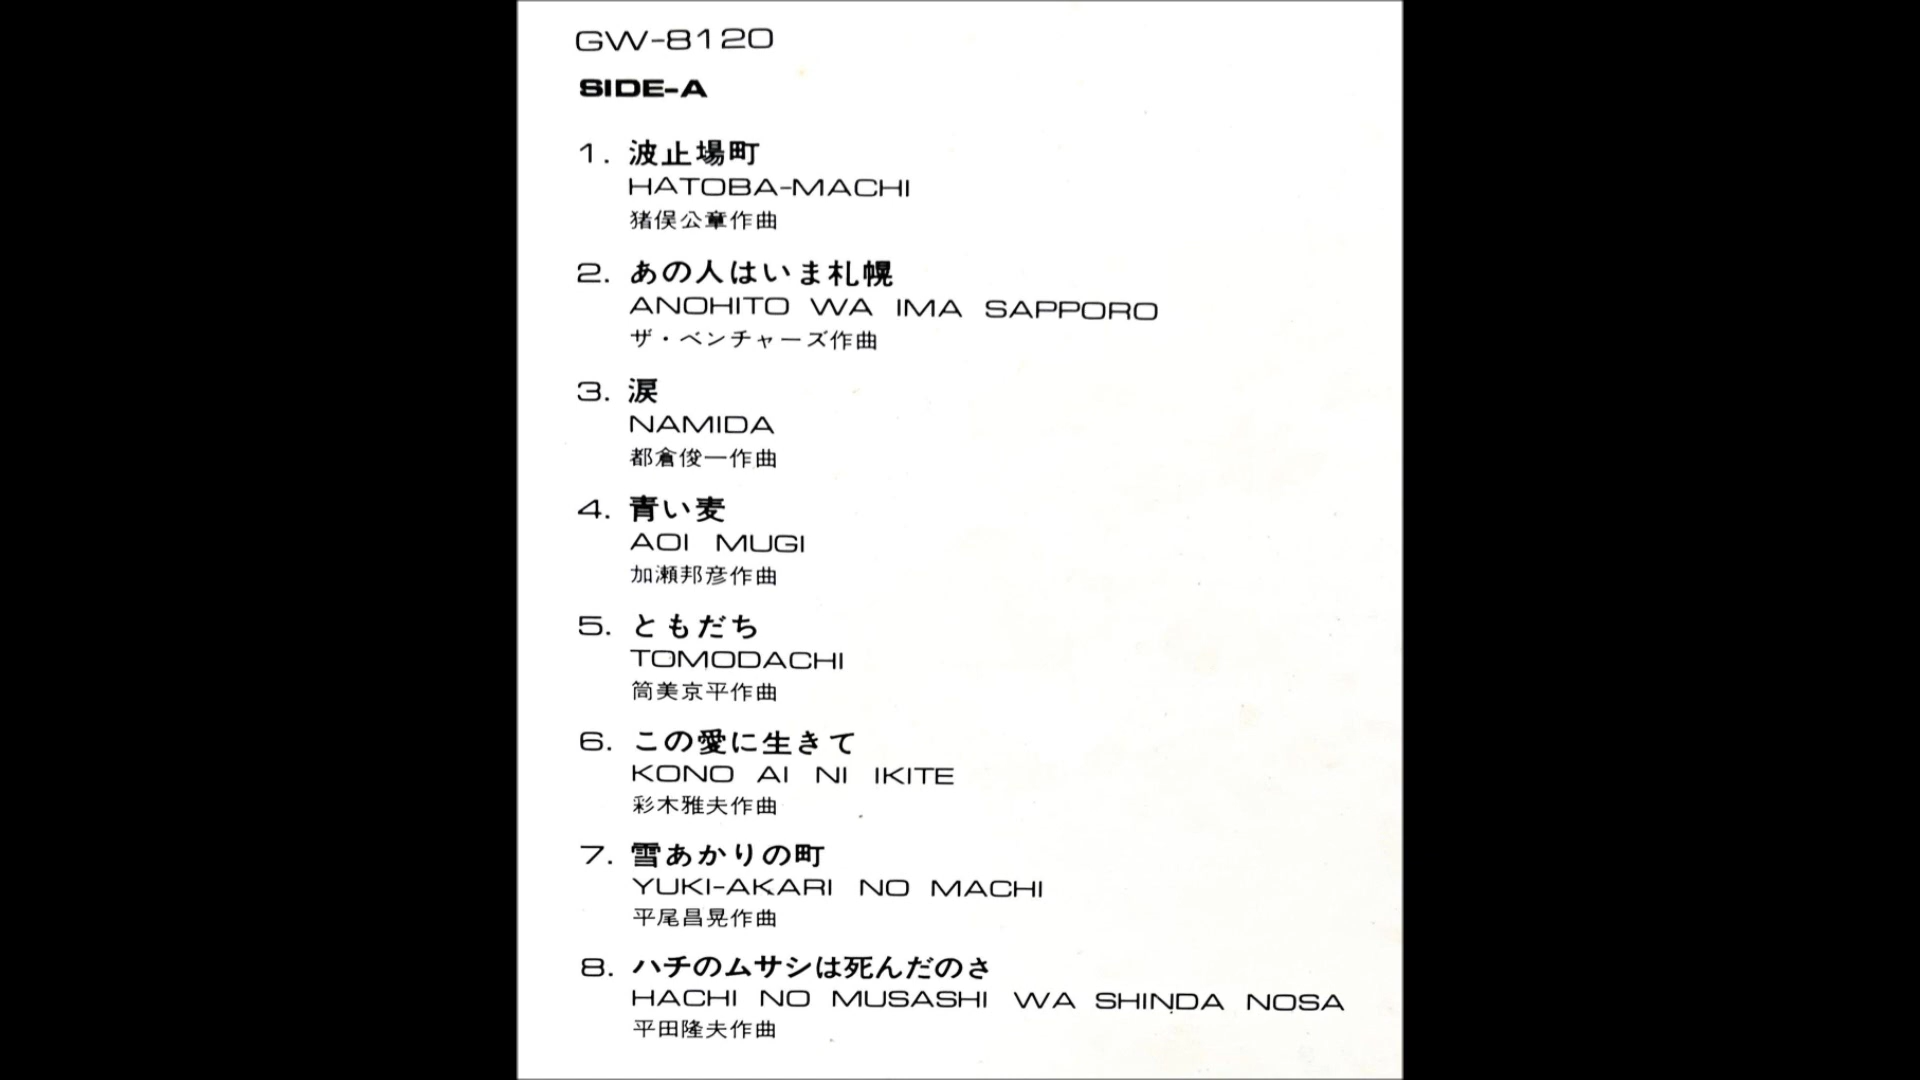 GW-8120
SIDE-A
1. 波止場町
HATOBA-MACHI
猪俣公章作曲
2. あの人はいま札幌
ANOHITO WA IMA SAPPORO
ザ・ベンチャーズ作曲
3. 涙
NAMIDA
都倉俊一作曲
4. 青い麦
AOI MUGI
加瀬邦彦作曲
5. ともだち
TOMODACHI
筒美京平作曲
6. この愛に生きて
KONO AI NI IKITE
彩木雅夫作曲
7. 雪あかりの町
YUKI-AKARI NO MACHI
平尾昌晃作曲
8. ハチのムサシは死んだのさ
HACHI NO MUSASHI WA SHINDA NOSA
平田隆夫作曲